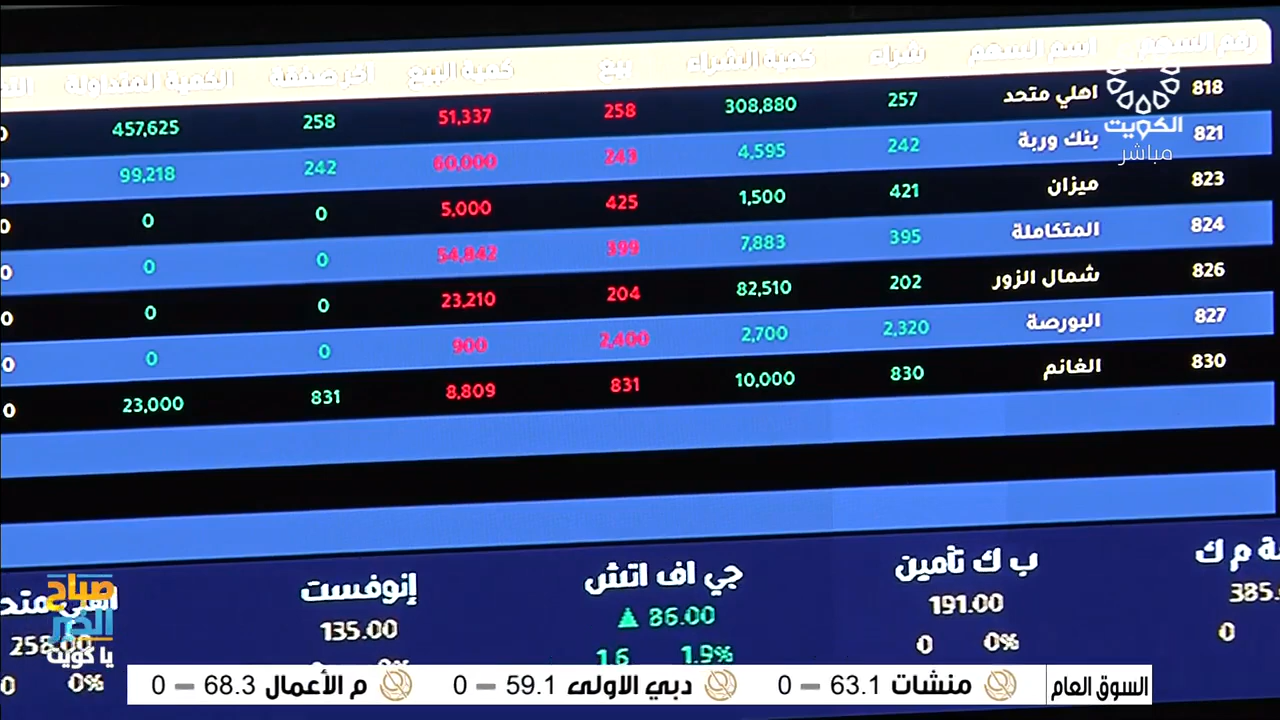 رقم السهم اسم السهم شراء كمية الشراء بيع كمية البيع آخر صفقة الكمية المتداولة
818 اهلي متحد 257 308,880 258 51,337 258 457,625
821 بنك وربة 242 4,595 243 60,000 242 99,218
823 ميزان 421 1,500 425 5,000 0 0
824 المتكاملة 395 7,883 399 54,842 0 0
826 شمال الزور 202 82,510 204 23,210 0 0
827 البورصة 2,320 2,700 2,400 900 0 0
830 الغانم 830 10,000 831 8,809 831 23,000
الكويت
مباشر
ب ك تأمين جي اف اتش إنوفست
191.00 ▲ 86.00 135.00 258.00
0 0% 1.6 1.9% 0%
صباح
الخير
يا كويت
السوق العام منشآت 63.1 – 0 دبي الاولى 59.1 – 0 م الأعمال 68.3 – 0